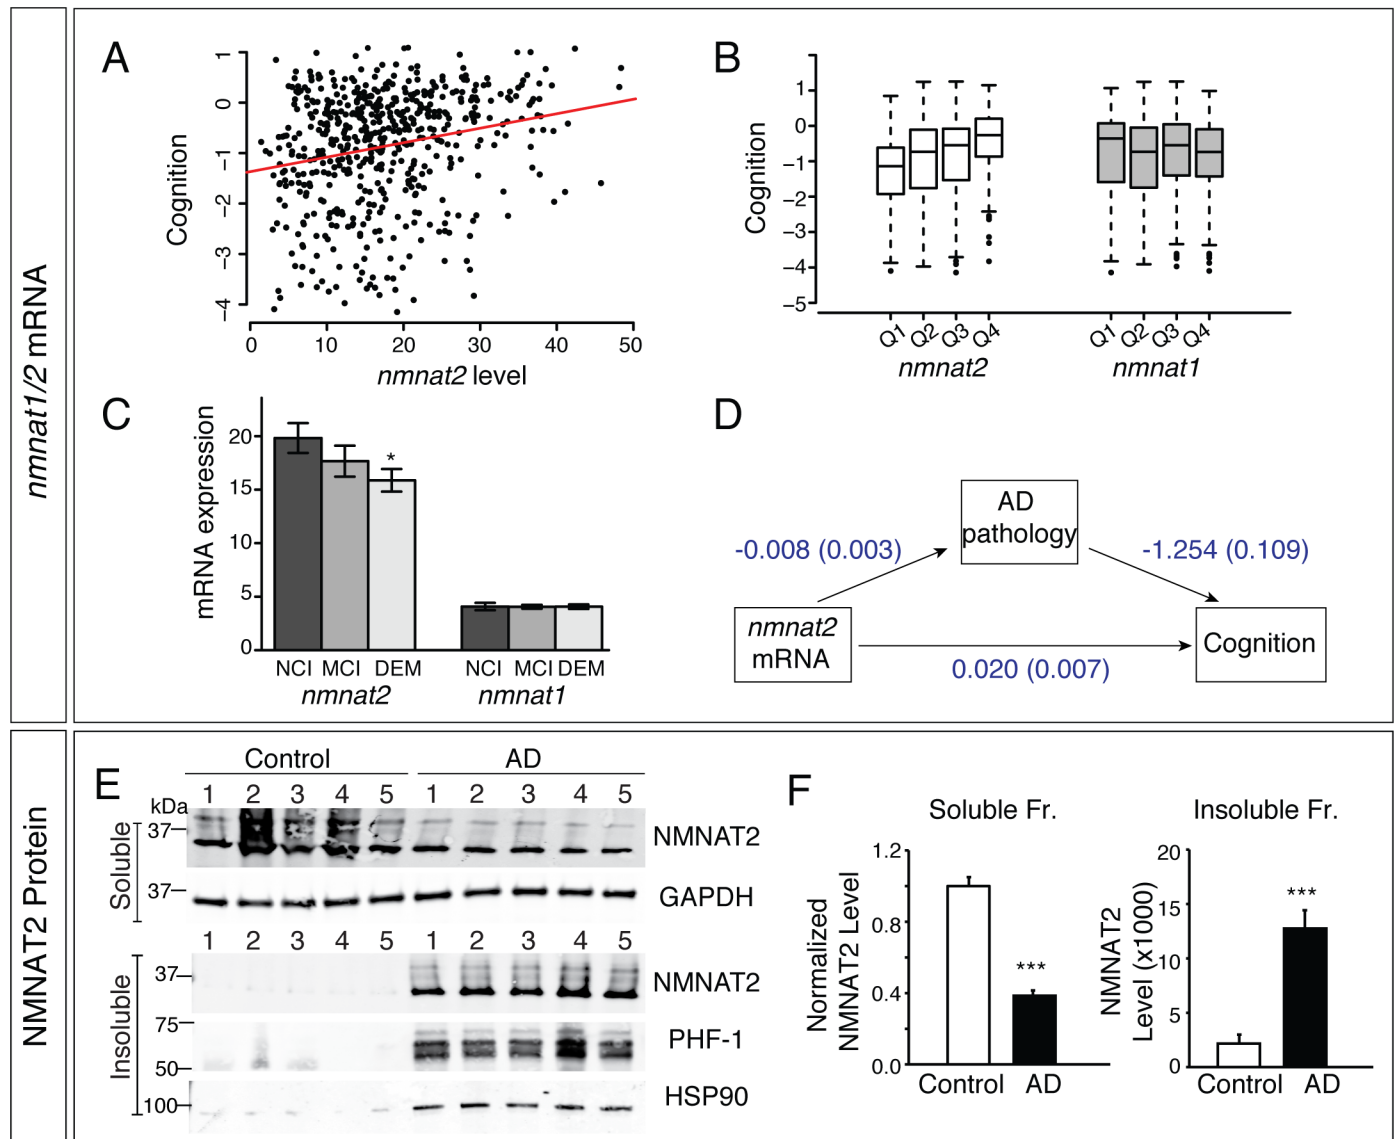 nmnat1/2 mRNA
A
Cognition
1
0
−1
−2
−3
−4
0 10 20 30 40 50
nmnat2 level
B
Cognition
1
0
−1
−2
−3
−4
−5
Q1 Q2 Q3 Q4 Q1 Q2 Q3 Q4
nmnat2 nmnat1
C
mRNA expression
20
15
10
5
0
*
NCI MCI DEM NCI MCI DEM
nmnat2 nmnat1
D
AD
pathology
-0.008 (0.003) -1.254 (0.109)
nmnat2
mRNA
Cognition
0.020 (0.007)
NMNAT2 Protein
E
Control AD
1 2 3 4 5 1 2 3 4 5
kDa
Soluble
37
NMNAT2
37
GAPDH
1 2 3 4 5 1 2 3 4 5
Insoluble
37
NMNAT2
75
PHF-1
50
HSP90
100
F
Soluble Fr.
Normalized
NMNAT2 Level
1.2
0.8
0.4
0.0
***
Control AD
Insoluble Fr.
NMNAT2
Level (x1000)
20
15
10
5
0
***
Control AD